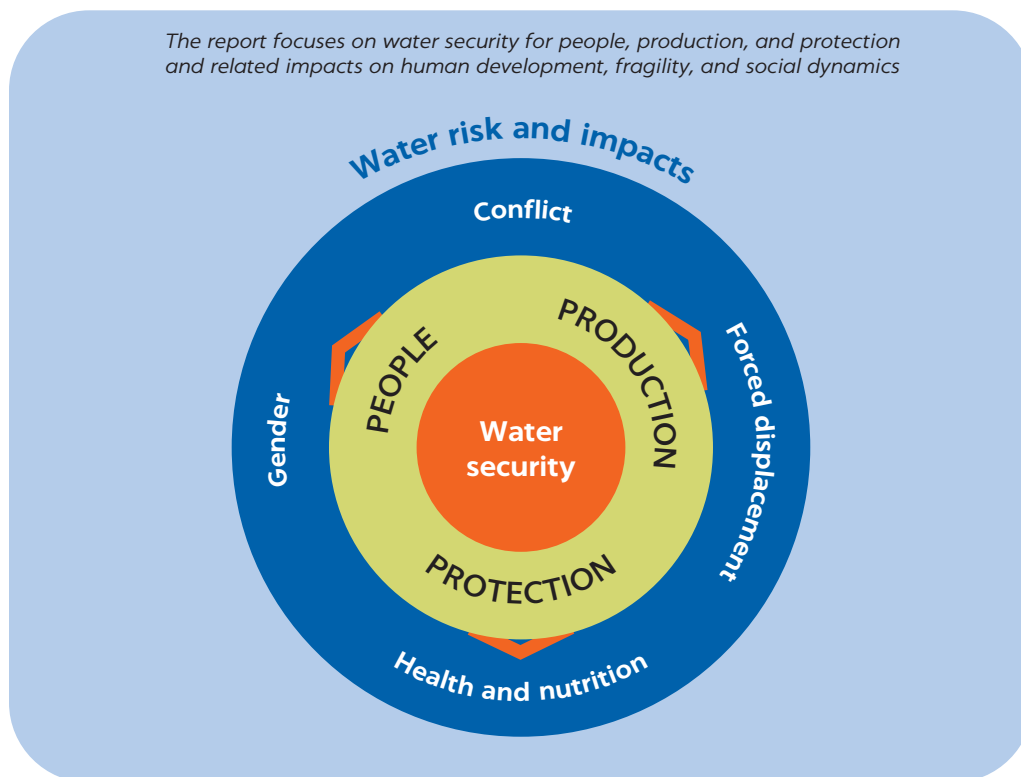 The report focuses on water security for people, production, and protection
and related impacts on human development, fragility, and social dynamics
Water risk and impacts
Conflict
PEOPLE
PRODUCTION
Gender
Water
security
Forced displacement
PROTECTION
Health and nutrition